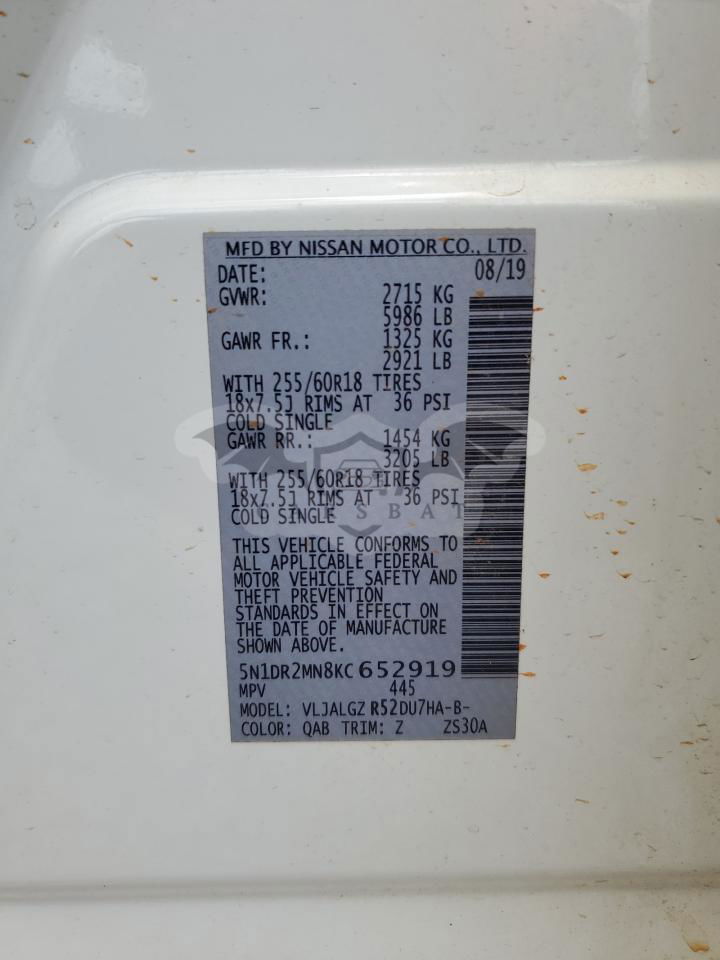 MFD BY NISSAN MOTOR CO., LTD.
DATE: 08/19
GVWR: 2715 KG
5986 LB
GAWR FR.: 1325 KG
2921 LB
WITH 255/60R18 TIRES
18x7.5J RIMS AT 36 PSI
COLD SINGLE
GAWR RR.: 1454 KG
3205 LB
WITH 255/60R18 TIRES
18x7.5J RIMS AT 36 PSI
COLD SINGLE
THIS VEHICLE CONFORMS TO
ALL APPLICABLE FEDERAL
MOTOR VEHICLE SAFETY AND
THEFT PREVENTION
STANDARDS IN EFFECT ON
THE DATE OF MANUFACTURE
SHOWN ABOVE.
5N1DR2MN8KC 652919
MPV 445
MODEL: VLJALGZ R52DU7HA-B-
COLOR: QAB TRIM: Z ZS30A